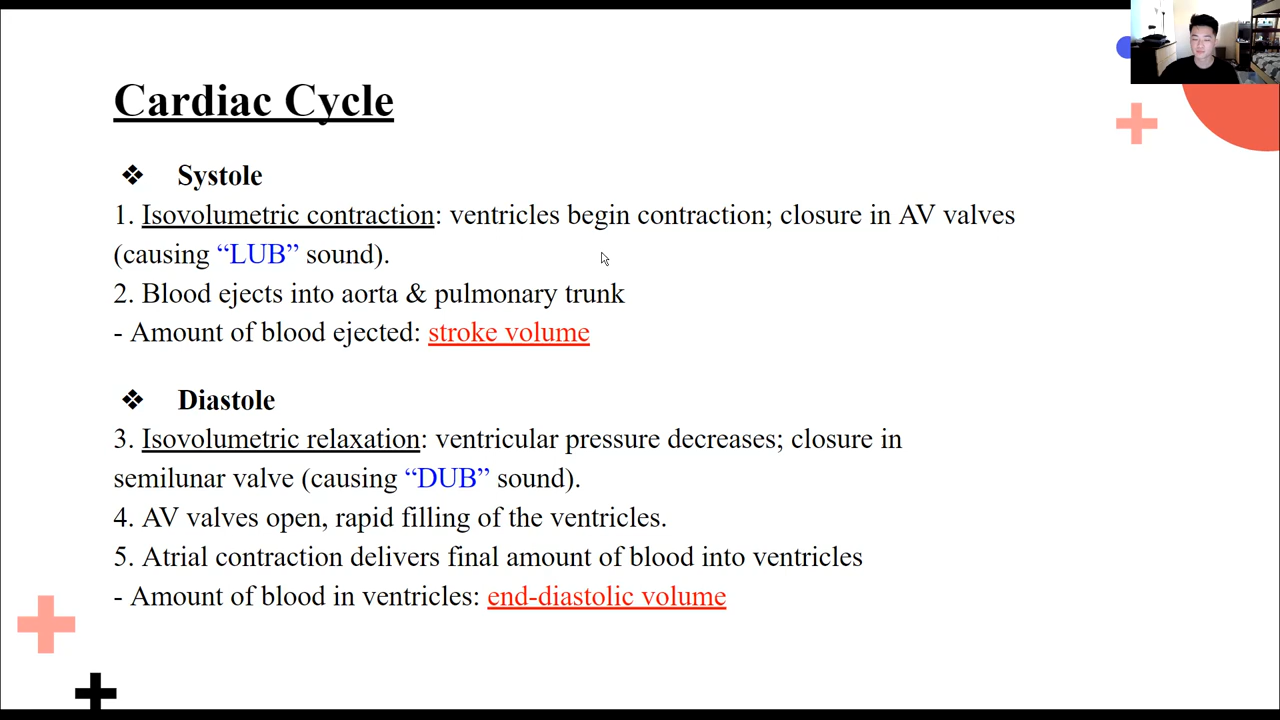 Cardiac Cycle
❖ Systole
1. Isovolumetric contraction: ventricles begin contraction; closure in AV valves
(causing “LUB” sound).
2. Blood ejects into aorta & pulmonary trunk
- Amount of blood ejected: stroke volume
❖ Diastole
3. Isovolumetric relaxation: ventricular pressure decreases; closure in
semilunar valve (causing “DUB” sound).
4. AV valves open, rapid filling of the ventricles.
5. Atrial contraction delivers final amount of blood into ventricles
- Amount of blood in ventricles: end-diastolic volume